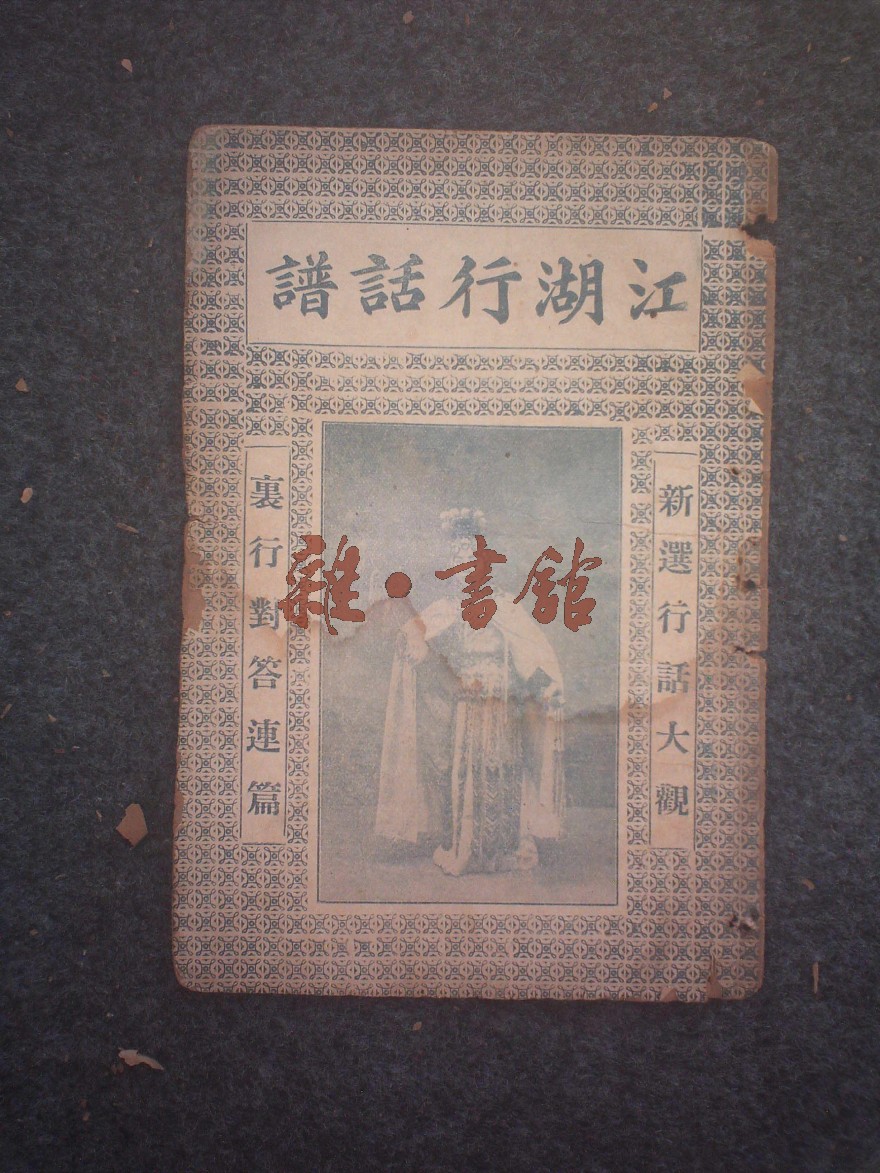 江湖行話譜
新選行話大觀
裏行對答連篇
雜·書館